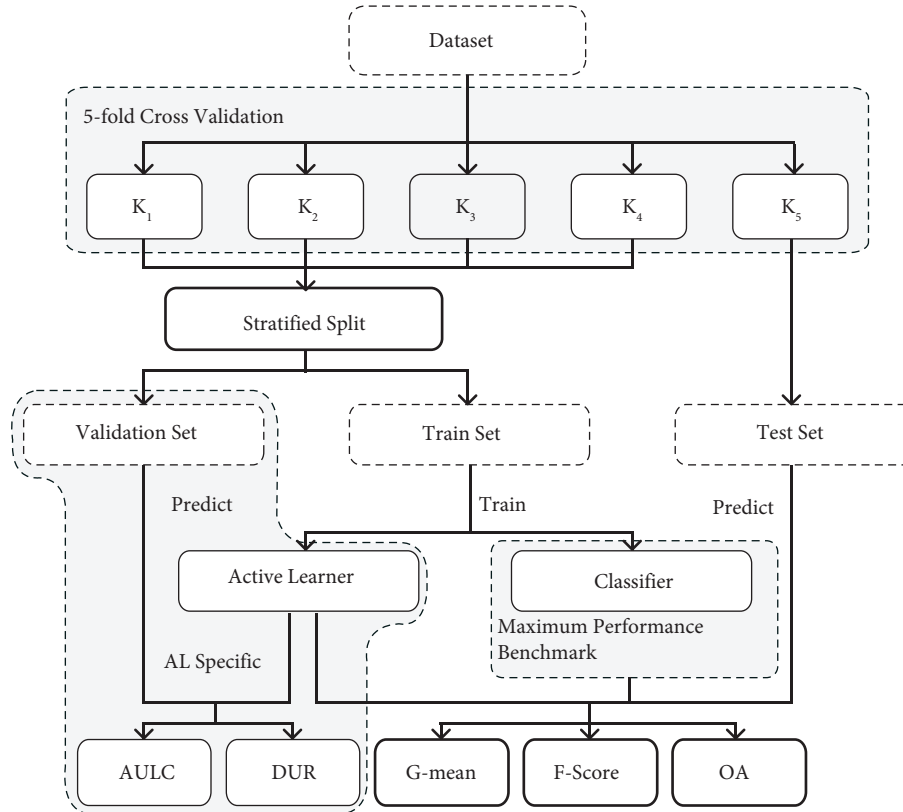 Dataset
5-fold Cross Validation
K₁
K₂
K₃
K₄
K₅
Stratified Split
Validation Set
Train Set
Test Set
Predict
Train
Predict
Active Learner
Classifier
Maximum Performance
Benchmark
AL Specific
AULC
DUR
G-mean
F-Score
OA